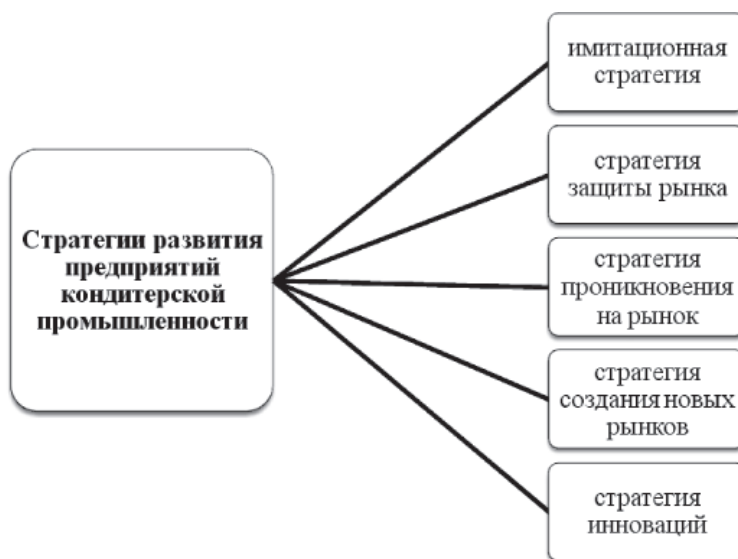 Стратегии развития
предприятий
кондитерской
промышленности
имитационная
стратегия
стратегия
защиты рынка
стратегия
проникновения
на рынок
стратегия
создания новых
рынков
стратегия
инноваций